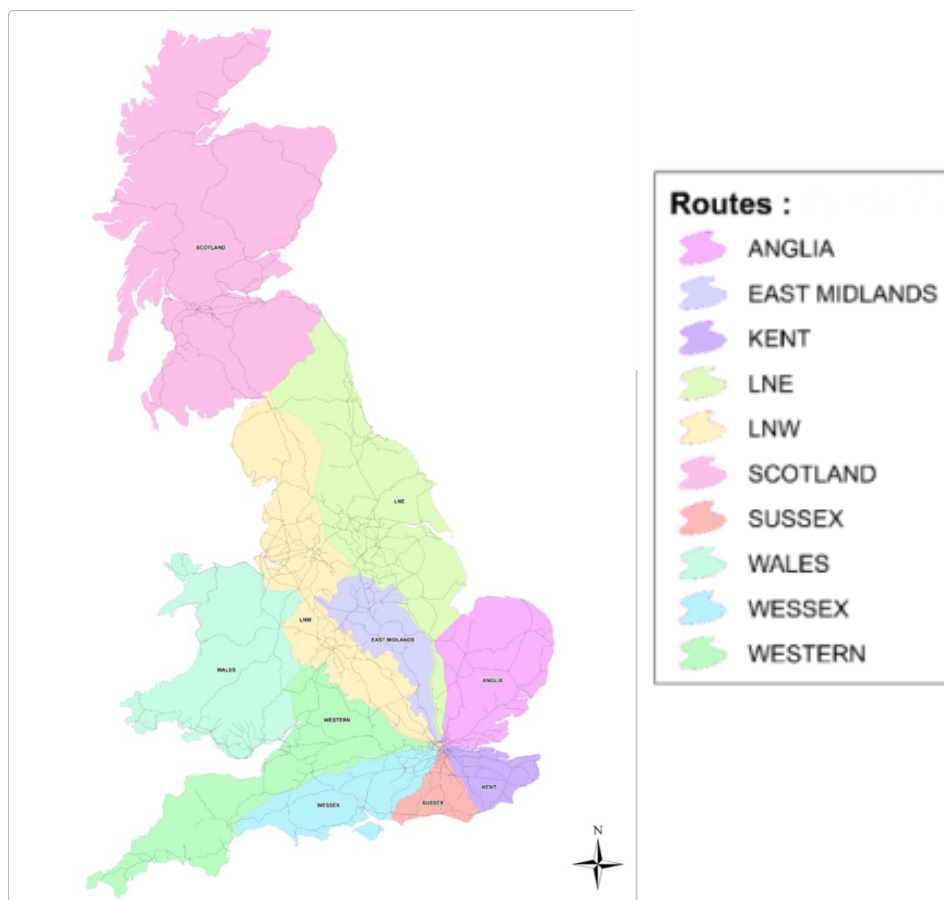 SCOTLAND
LNE
LNW
EAST MIDLANDS
WALES
ANGLIA
WESTERN
KENT
WESSEX
SUSSEX
N
Routes :
ANGLIA
EAST MIDLANDS
KENT
LNE
LNW
SCOTLAND
SUSSEX
WALES
WESSEX
WESTERN